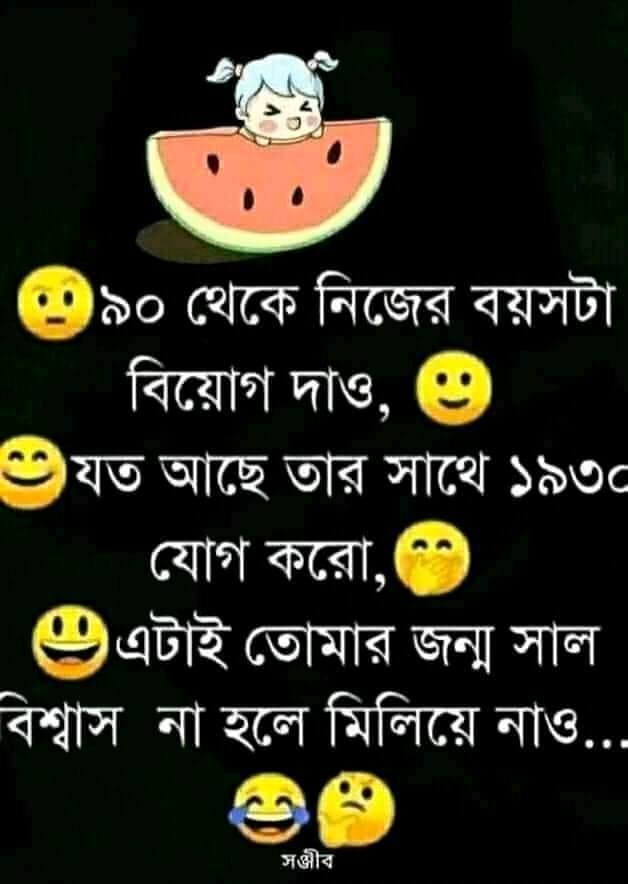 ৯০ থেকে নিজের বয়সটা
বিয়োগ দাও,
যত আছে তার সাথে ১৯৩০
যোগ করো,
এটাই তোমার জন্ম সাল
বিশ্বাস না হলে মিলিয়ে নাও...
সঞ্জীব